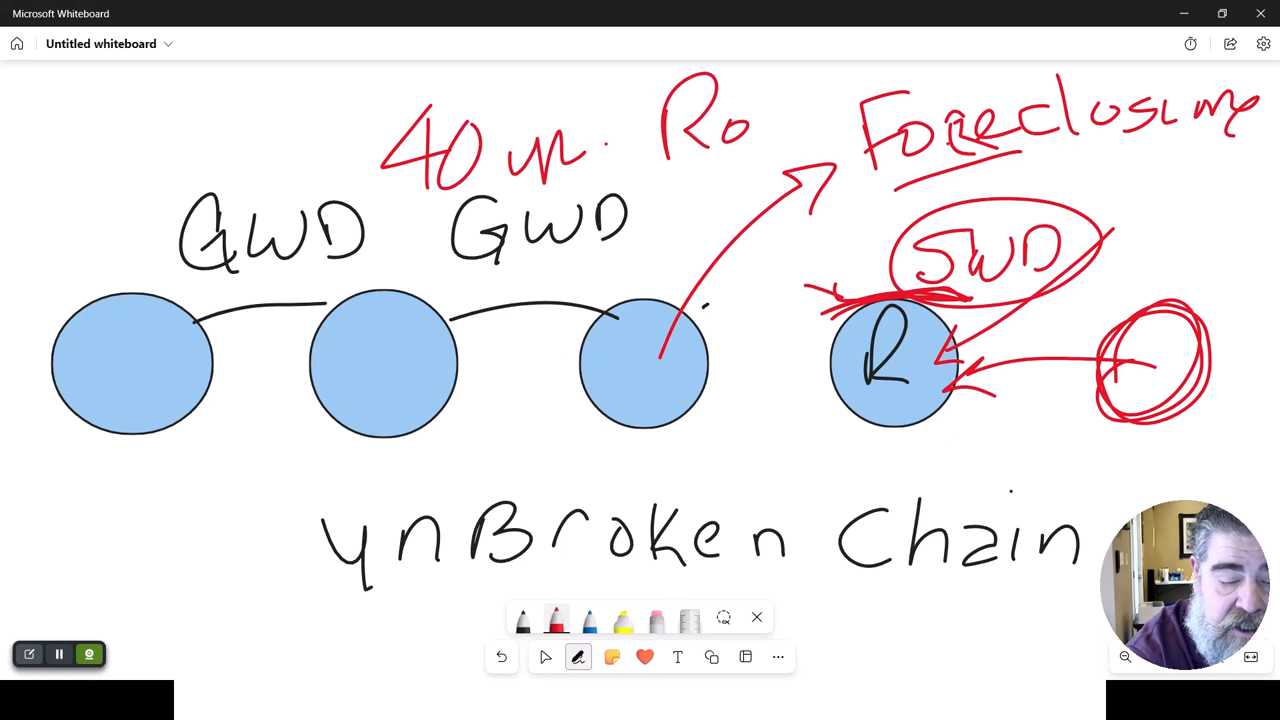 Microsoft Whiteboard
Untitled whiteboard
40 yr. Ro
Foreclosure
GWD GWD
SWD
R
unBroken Chain
T